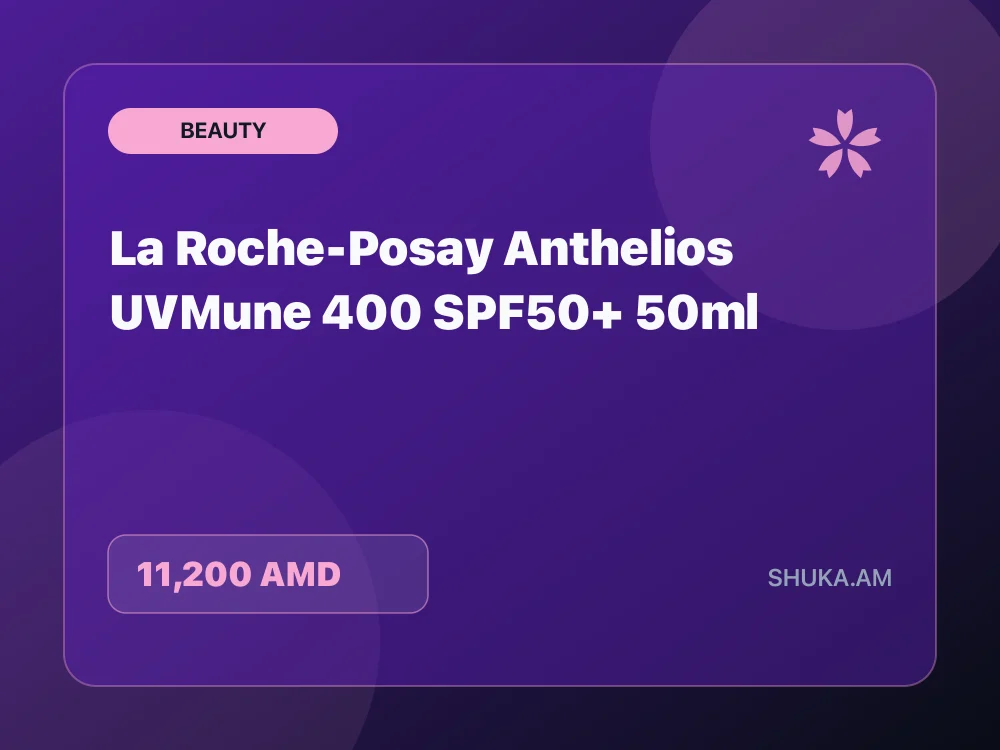 BEAUTY
La Roche-Posay Anthelios
UVMune 400 SPF50+ 50ml
11,200 AMD
SHUKA.AM